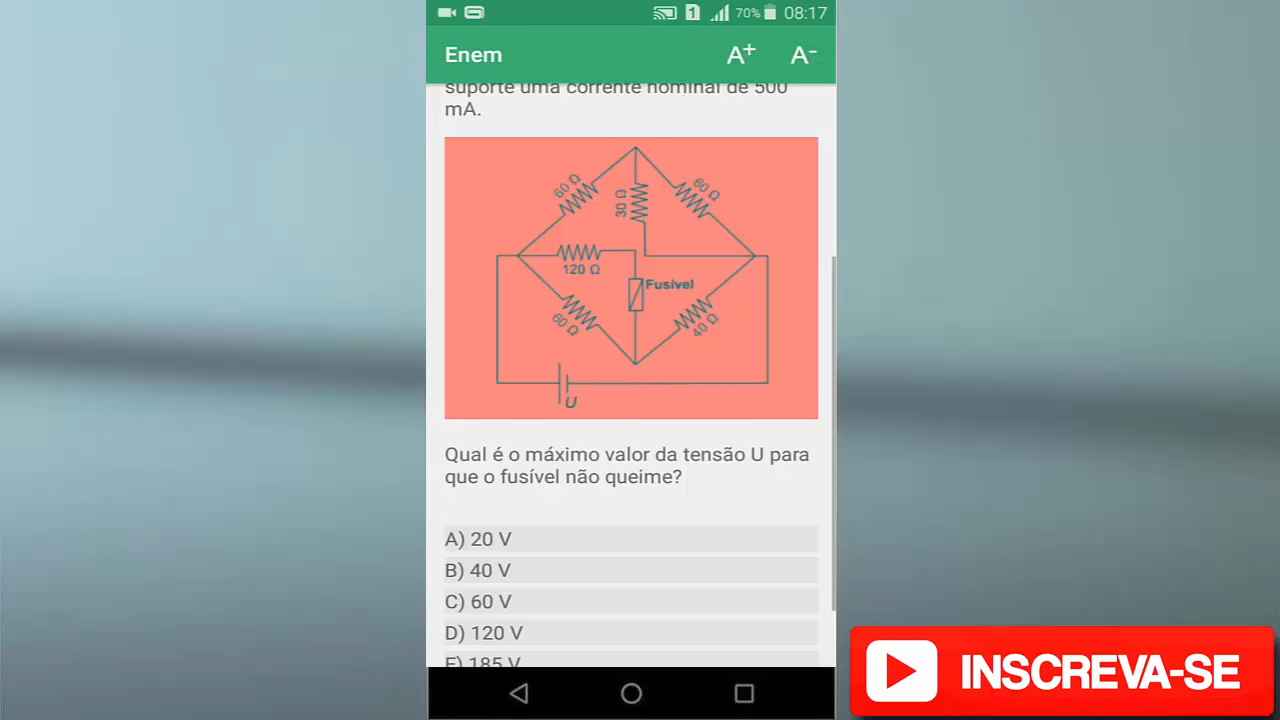 70% 08:17
Enem A+ A-
suporte uma corrente nominal de 500
mA.
60 Ω
60 Ω
30 Ω
120 Ω
Fusível
60 Ω
40 Ω
U
Qual é o máximo valor da tensão U para
que o fusível não queime?
A) 20 V
B) 40 V
C) 60 V
D) 120 V
E) 185 V
INSCREVA-SE